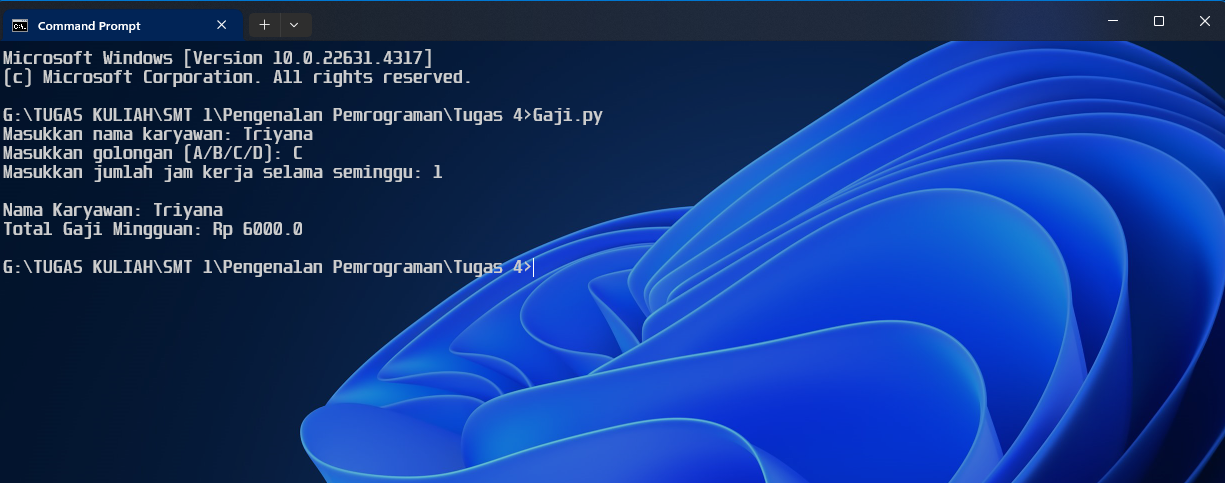 Command Prompt
Microsoft Windows [Version 10.0.22631.4317]
(c) Microsoft Corporation. All rights reserved.
G:\TUGAS KULIAH\SMT 1\Pengenalan Pemrograman\Tugas 4>Gaji.py
Masukkan nama karyawan: Triyana
Masukkan golongan (A/B/C/D): C
Masukkan jumlah jam kerja selama seminggu: 1
Nama Karyawan: Triyana
Total Gaji Mingguan: Rp 6000.0
G:\TUGAS KULIAH\SMT 1\Pengenalan Pemrograman\Tugas 4>